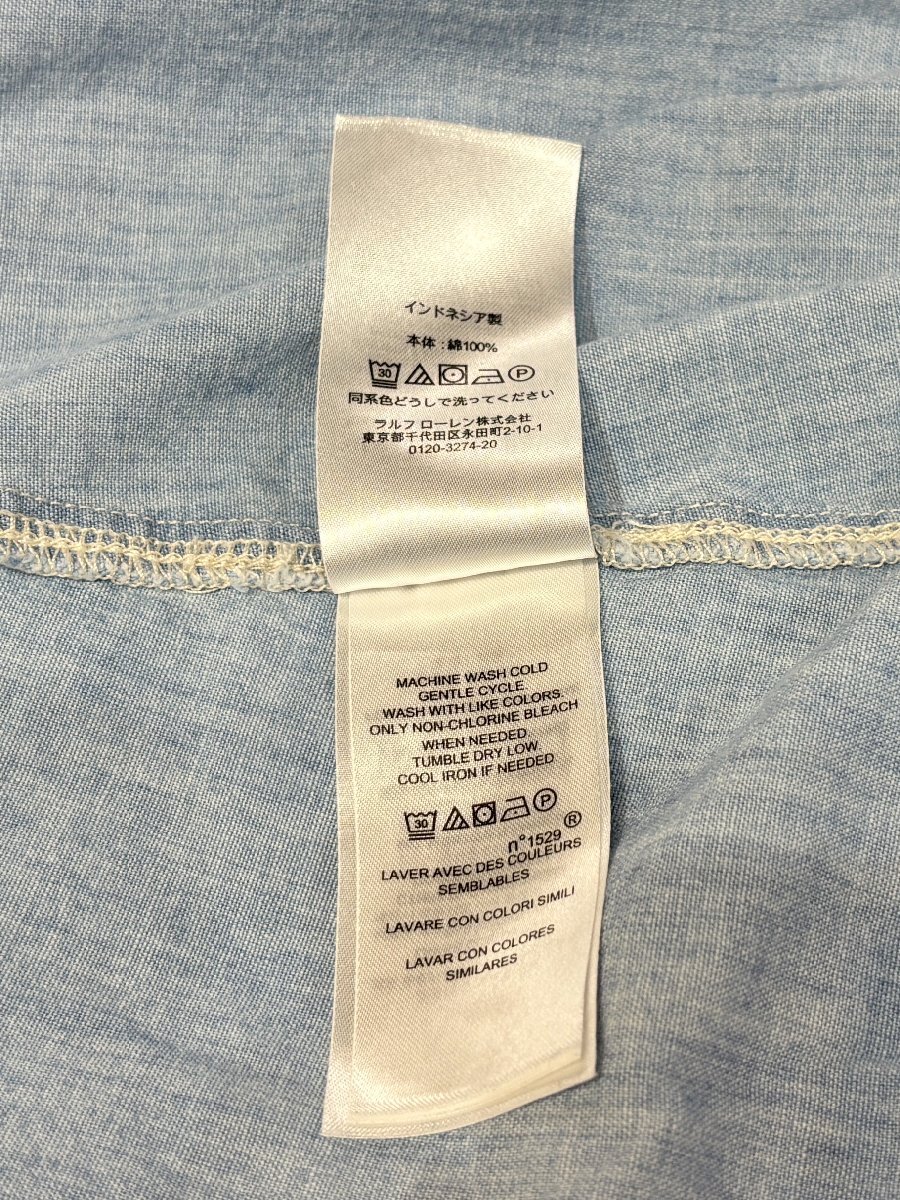 インドネシア製
本体 : 綿100%
30 P
同系色どうしで洗ってください
ラルフ ローレン株式会社
東京都千代田区永田町2-10-1
0120-3274-20
MACHINE WASH COLD
GENTLE CYCLE
WASH WITH LIKE COLORS.
ONLY NON-CHLORINE BLEACH
WHEN NEEDED
TUMBLE DRY LOW
COOL IRON IF NEEDED
30 P
n°1529 ®
LAVER AVEC DES COULEURS
SEMBLABLES
LAVARE CON COLORI SIMILI
LAVAR CON COLORES
SIMILARES